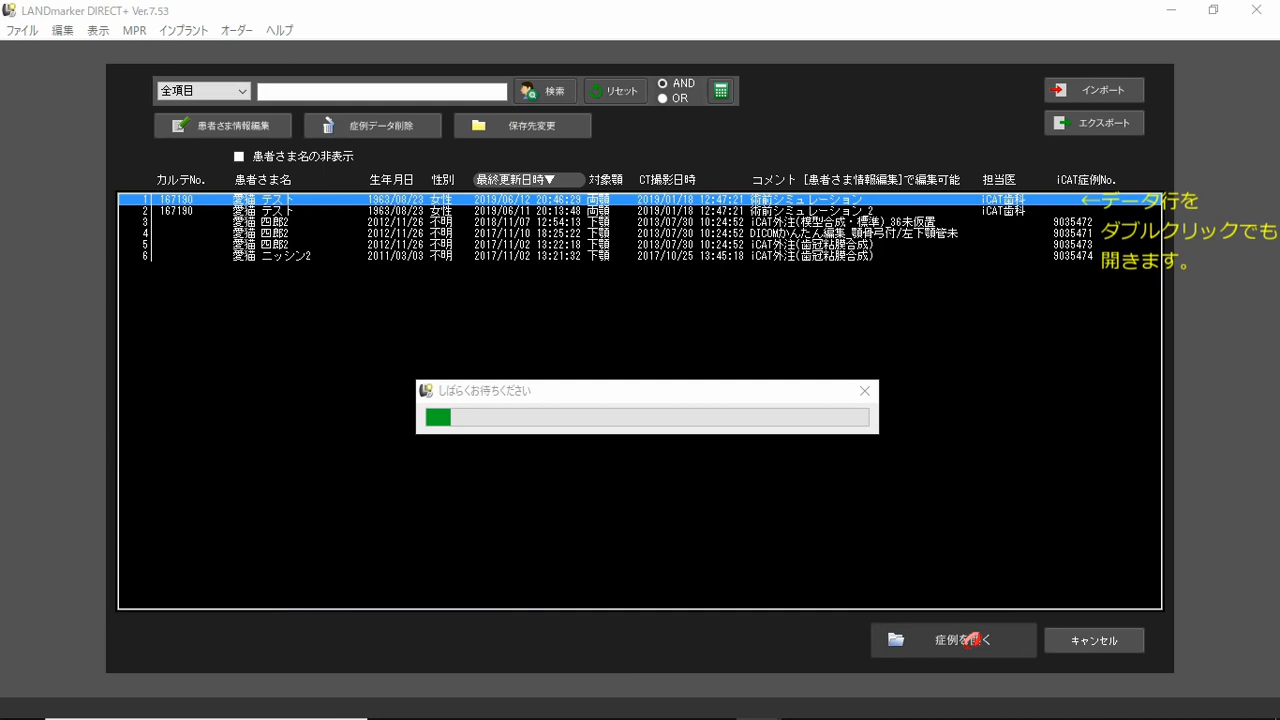 LANDmarker DIRECT+ Ver.7.53
ファイル 編集 表示 MPR インプラント オーダー ヘルプ
全項目 検索 リセット AND
OR
インポート
患者さま情報編集 症例データ削除 保存先変更 エクスポート
患者さま名の非表示
カルテNo. 患者さま名 生年月日 性別 最終更新日時▼ 対象顎 CT撮影日時 コメント [患者さま情報編集]で編集可能 担当医 iCAT症例No.
1 167190 愛猫 テスト 1963/08/23 女性 2019/06/12 20:46:29 両顎 2019/01/18 12:47:21 術前シミュレーション iCAT歯科
2 167190 愛猫 テスト 1963/08/23 女性 2019/06/11 20:13:48 両顎 2019/01/18 12:47:21 術前シミュレーション 2 iCAT歯科
3 愛猫 四郎2 2012/11/26 不明 2018/11/07 12:54:13 下顎 2013/07/30 10:24:52 iCAT外注(模型合成・標準) 36未仮置 9035472
4 愛猫 四郎2 2012/11/26 不明 2017/11/10 18:25:22 下顎 2013/07/30 10:24:52 DICOMかんたん編集_顎骨弓付/左下顎管未 9035471
5 愛猫 四郎2 2012/11/26 不明 2017/11/02 13:22:18 下顎 2013/07/30 10:24:52 iCAT外注(歯冠合成) 9035473
6 愛猫 ニッシン2 2011/03/03 不明 2017/11/02 13:21:32 下顎 2017/10/25 13:45:18 iCAT外注(歯冠粘膜合成) 9035474
←データ行を
ダブルクリックでも
開きます。
しばらくお待ちください
症例を開く キャンセル